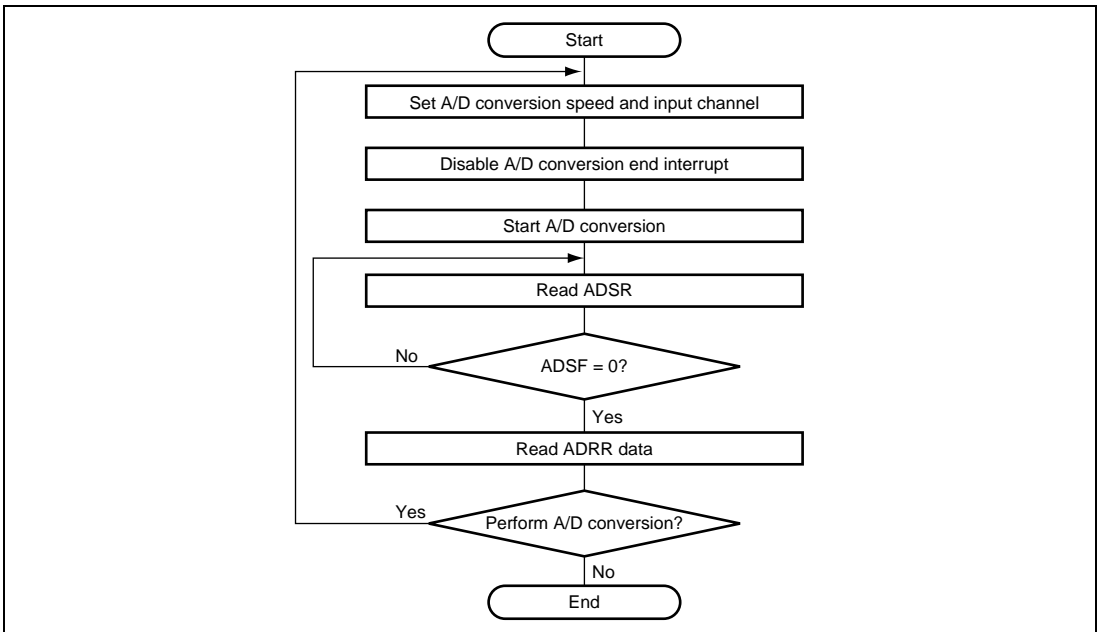 Start
Set A/D conversion speed and input channel
Disable A/D conversion end interrupt
Start A/D conversion
Read ADSR
No
ADSF = 0?
Yes
Read ADRR data
Yes
Perform A/D conversion?
No
End